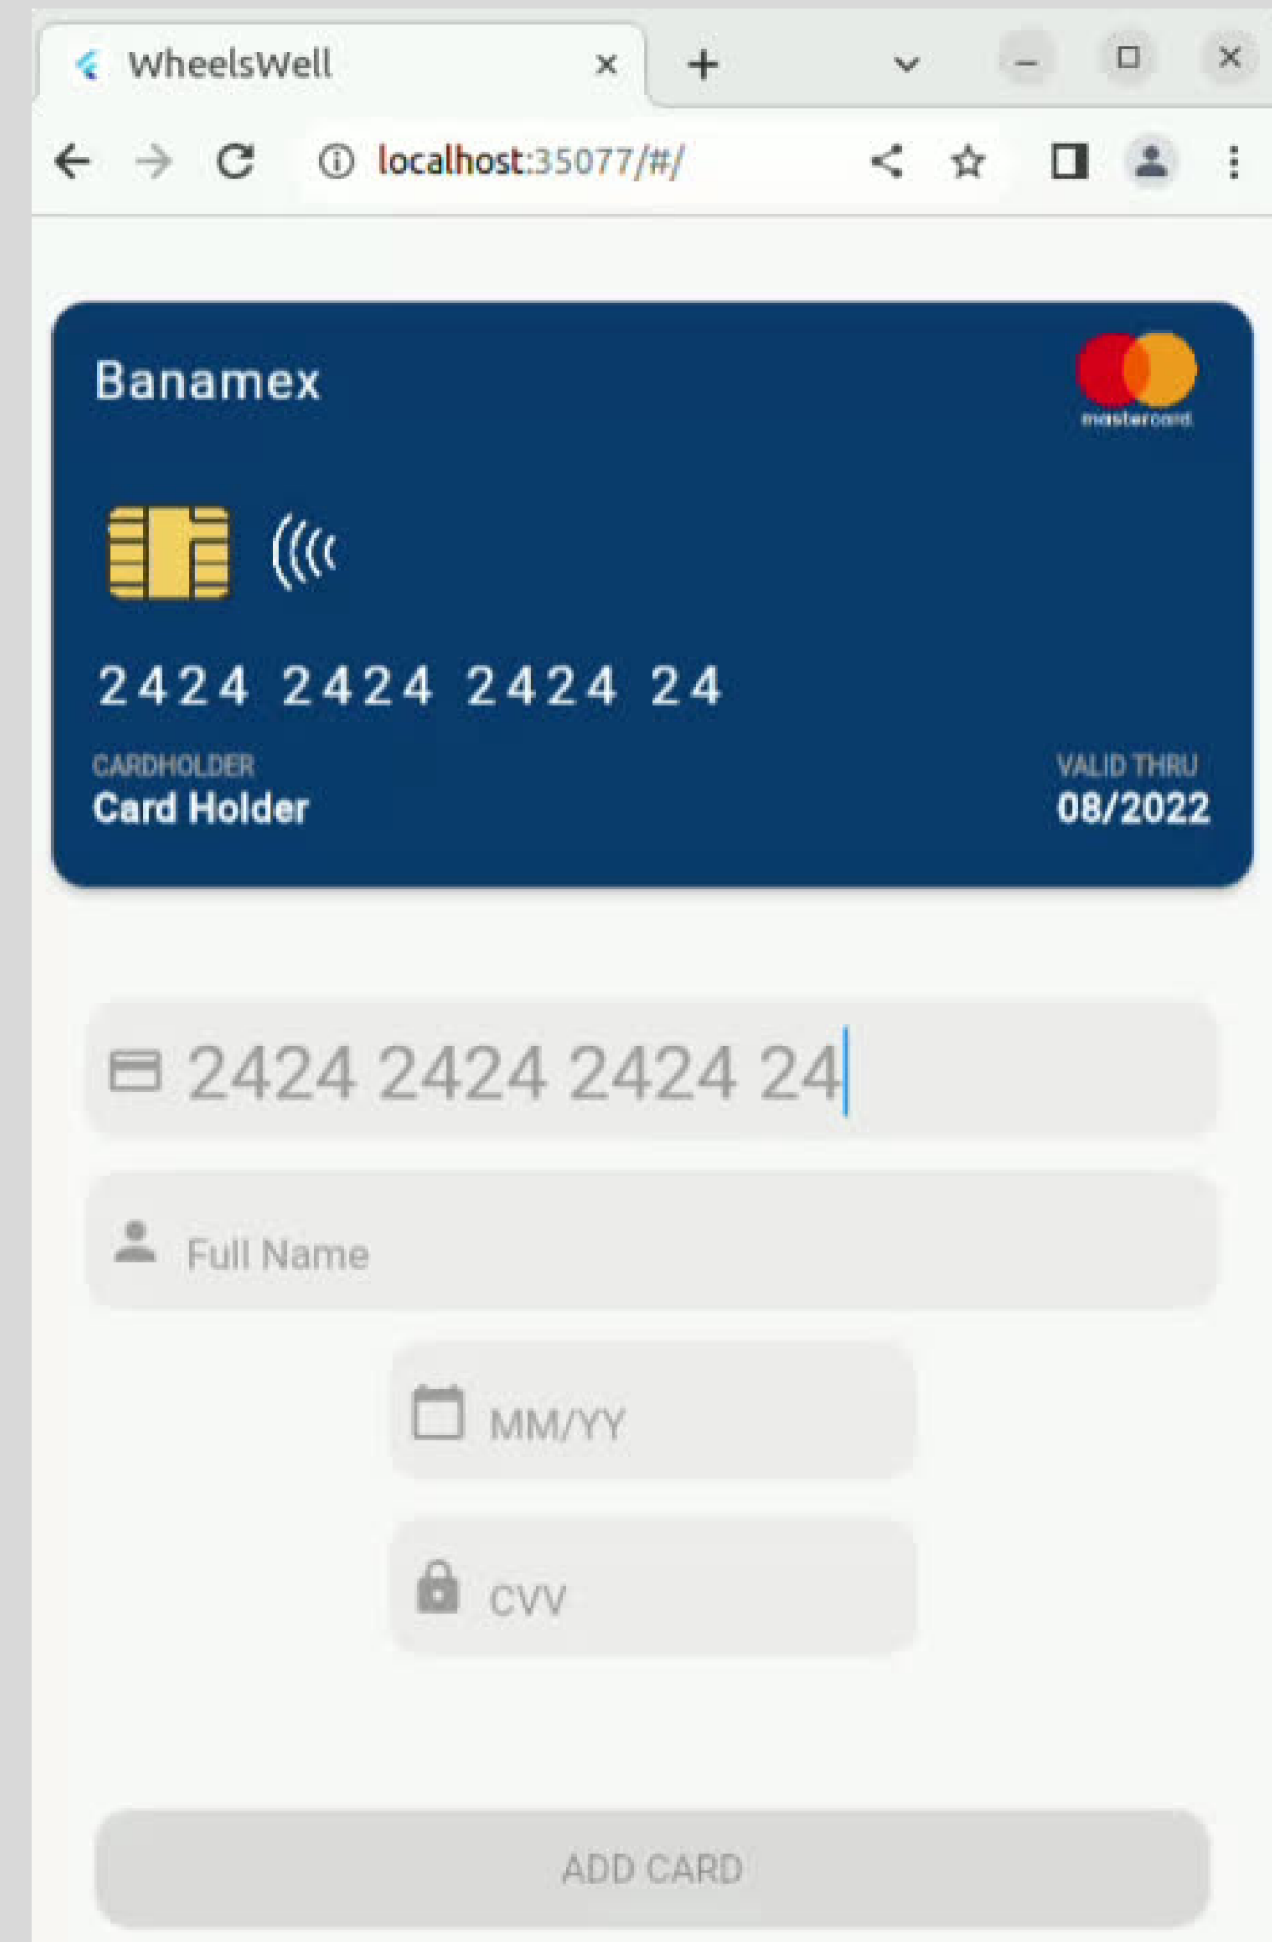 WheelsWell
localhost:35077/#/
Banamex
mastercard.
2424 2424 2424 24
CARDHOLDER
VALID THRU
Card Holder
08/2022
2424 2424 2424 24
Full Name
MM/YY
CVV
ADD CARD